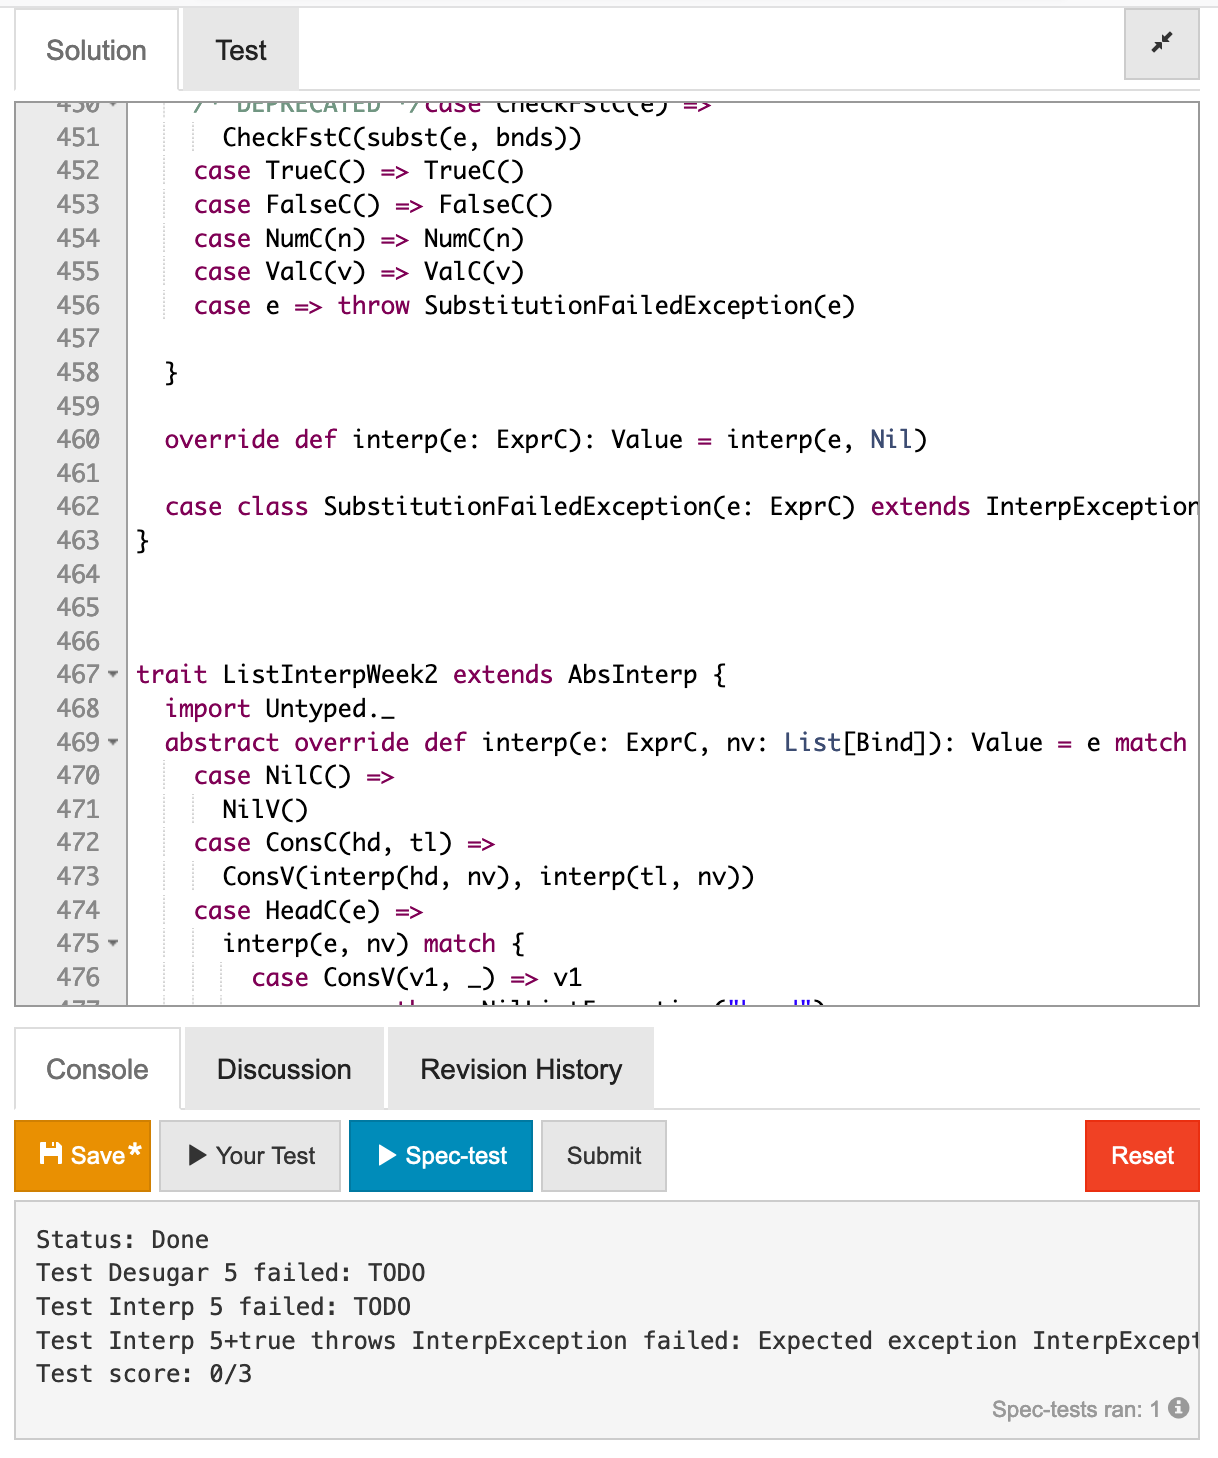 Solution
Test
450 /* DEPRECATED */case CheckFstC(e) =>
451 CheckFstC(subst(e, bnds))
452 case TrueC() => TrueC()
453 case FalseC() => FalseC()
454 case NumC(n) => NumC(n)
455 case ValC(v) => ValC(v)
456 case e => throw SubstitutionFailedException(e)
457
458 }
459
460 override def interp(e: ExprC): Value = interp(e, Nil)
461
462 case class SubstitutionFailedException(e: ExprC) extends InterpException
463 }
464
465
466
467 trait ListInterpWeek2 extends AbsInterp {
468 import Untyped._
469 abstract override def interp(e: ExprC, nv: List[Bind]): Value = e match
470 case NilC() =>
471 NilV()
472 case ConsC(hd, tl) =>
473 ConsV(interp(hd, nv), interp(tl, nv))
474 case HeadC(e) =>
475 interp(e, nv) match {
476 case ConsV(v1, _) => v1
477
Console
Discussion
Revision History
Save*
Your Test
Spec-test
Submit
Reset
Status: Done
Test Desugar 5 failed: TODO
Test Interp 5 failed: TODO
Test Interp 5+true throws InterpException failed: Expected exception InterpExcept
Test score: 0/3
Spec-tests ran: 1